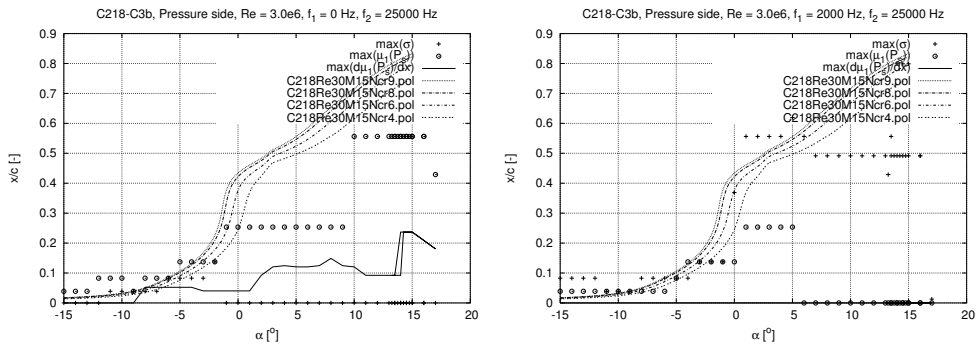 C218-C3b, Pressure side, Re = 3.0e6, f₁ = 0 Hz, f₂ = 25000 Hz
x/c [-]
0.9
0.8
0.7
0.6
0.5
0.4
0.3
0.2
0.1
0
-15 -10 -5 0 5 10 15 20
α [°]
max(σ)
max(μ₁(Pₛ))
max(dμ₁(Pₛ)/dx)
C218Re30M15Ncr9.pol
C218Re30M15Ncr8.pol
C218Re30M15Ncr6.pol
C218Re30M15Ncr4.pol
C218-C3b, Pressure side, Re = 3.0e6, f₁ = 2000 Hz, f₂ = 25000 Hz
x/c [-]
0.9
0.8
0.7
0.6
0.5
0.4
0.3
0.2
0.1
0
-15 -10 -5 0 5 10 15 20
α [°]
max(σ)
max(μ₁(Pₛ))
max(dμ₁(Pₛ)/dx)
C218Re30M15Ncr9.pol
C218Re30M15Ncr8.pol
C218Re30M15Ncr6.pol
C218Re30M15Ncr4.pol